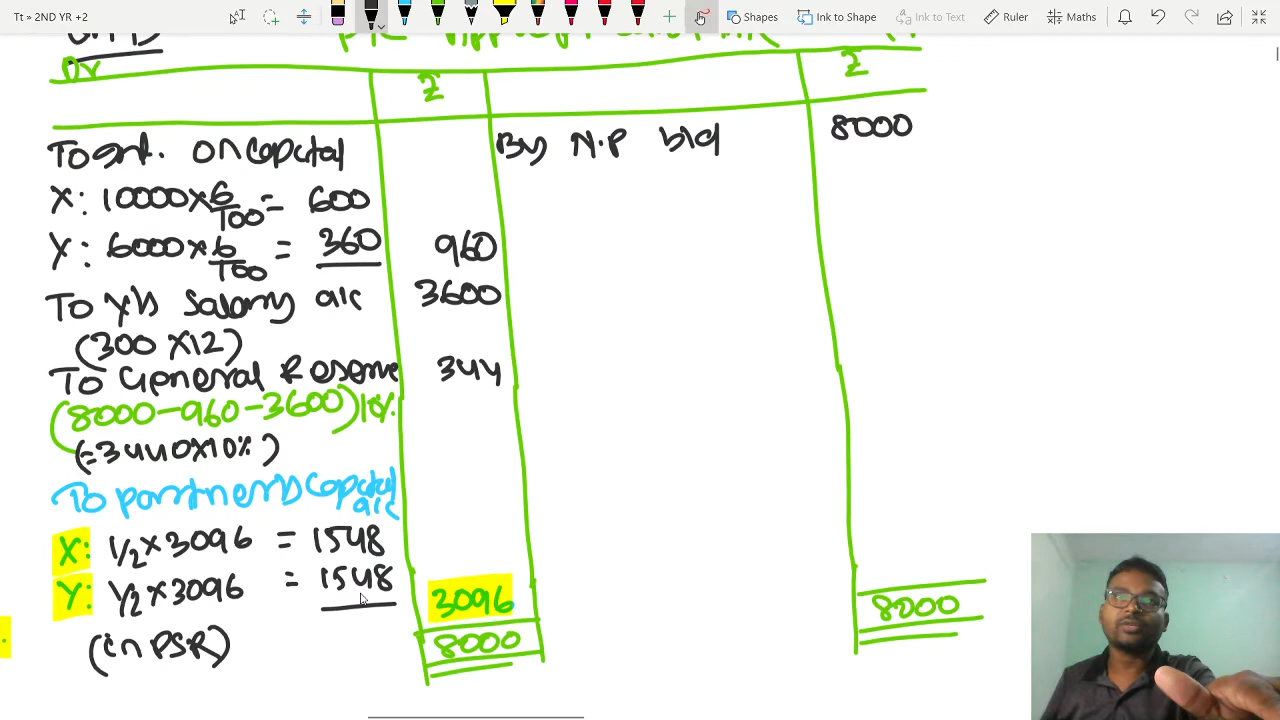 Tt » 2ND YR +2
Shapes Ink to Shape Ink to Text Ruler
Dr
₹ ₹
To Int. on Capital By N.P b/d 8000
X: 10000×6/100 = 600
Y: 6000×6/100 = 360 960
To Y's Salary a/c 3600
(300 ×12)
To General Reserve 344
(8000-960-3600)10%
(=3440×10%)
To partner's Capital
a/c
X: 1/2×3096 = 1548
Y: 1/2×3096 = 1548 3096 8000
(in PSR) 8000